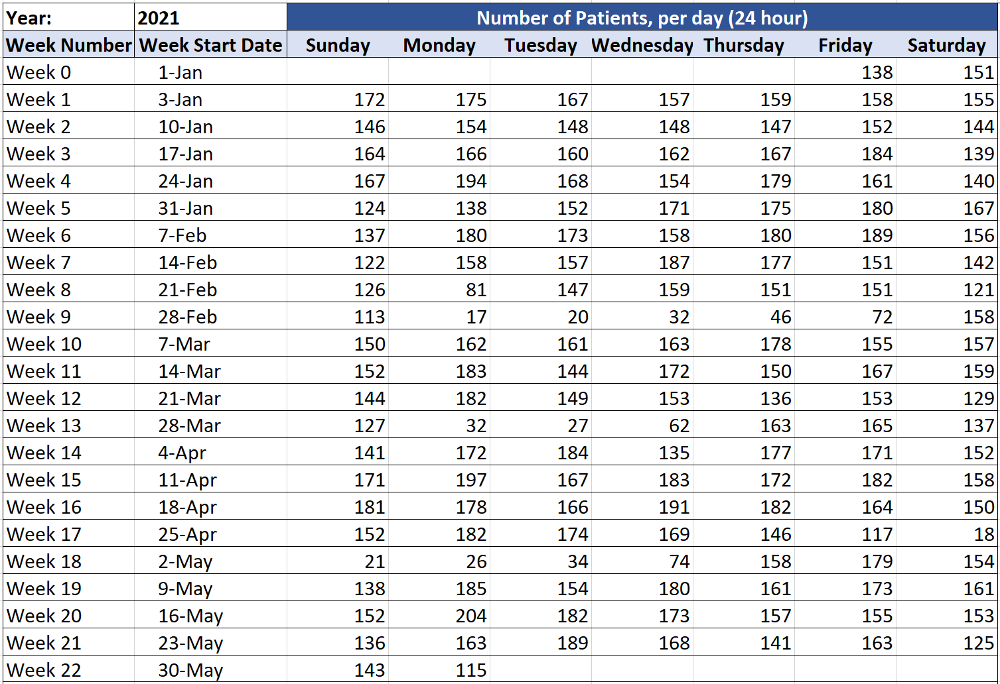 Year: 2021 Number of Patients, per day (24 hour)
Week Number Week Start Date Sunday Monday Tuesday Wednesday Thursday Friday Saturday
Week 0 1-Jan 138 151
Week 1 3-Jan 172 175 167 157 159 158 155
Week 2 10-Jan 146 154 148 148 147 152 144
Week 3 17-Jan 164 166 160 162 167 184 139
Week 4 24-Jan 167 194 168 154 179 161 140
Week 5 31-Jan 124 138 152 171 175 180 167
Week 6 7-Feb 137 180 173 158 180 189 156
Week 7 14-Feb 122 158 157 187 177 151 142
Week 8 21-Feb 126 81 147 159 151 151 121
Week 9 28-Feb 113 17 20 32 46 72 158
Week 10 7-Mar 150 162 161 163 178 155 157
Week 11 14-Mar 152 183 144 172 150 167 159
Week 12 21-Mar 144 182 149 153 136 153 129
Week 13 28-Mar 127 32 27 62 163 165 137
Week 14 4-Apr 141 172 184 135 177 171 152
Week 15 11-Apr 171 197 167 183 172 182 158
Week 16 18-Apr 181 178 166 191 182 164 150
Week 17 25-Apr 152 182 174 169 146 117 18
Week 18 2-May 21 26 34 74 158 179 154
Week 19 9-May 138 185 154 180 161 173 161
Week 20 16-May 152 204 182 173 157 155 153
Week 21 23-May 136 163 189 168 141 163 125
Week 22 30-May 143 115